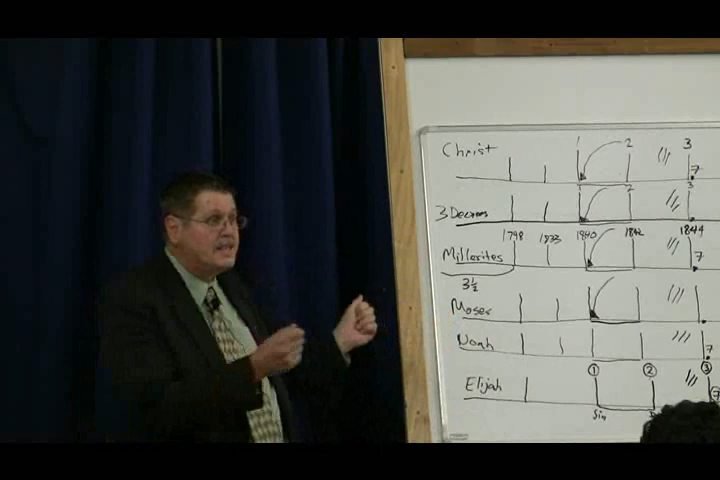 1 2 3
Christ /// 7
1 2 3
3 Decrees ///
1798 1833 1840 1842 1844
Millerites /// 7
3½
Moses ///
Noah /// 7
① ② ③
Elijah /// 7
Sin